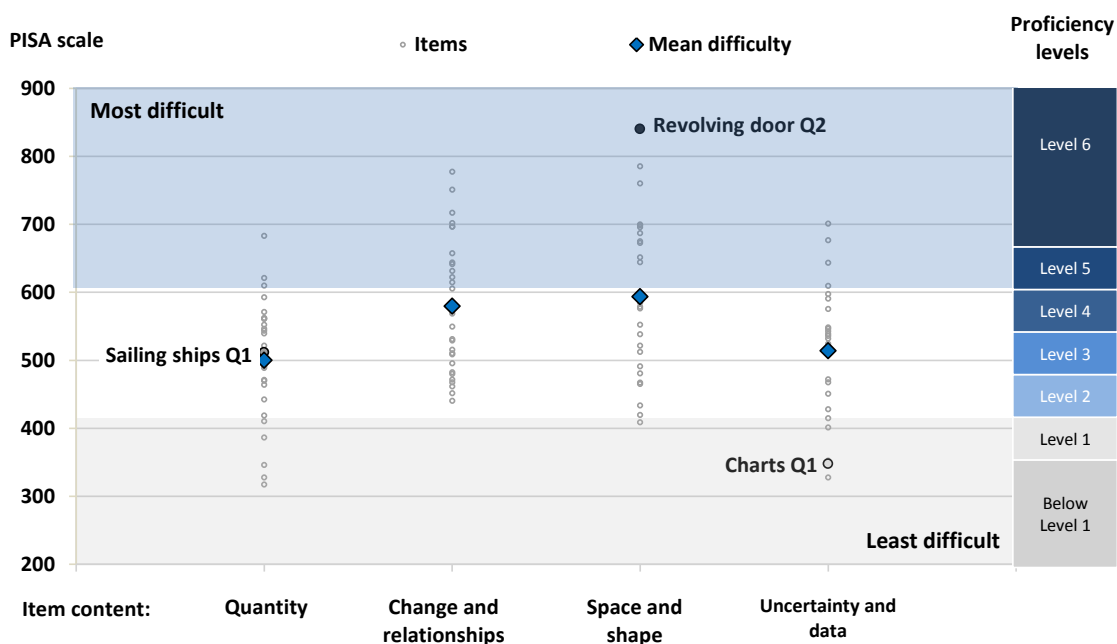 PISA scale
Items
Mean difficulty
Proficiency
levels
900
800
700
600
500
400
300
200
Most difficult
Revolving door Q2
Sailing ships Q1
Charts Q1
Least difficult
Level 6
Level 5
Level 4
Level 3
Level 2
Level 1
Below
Level 1
Item content:
Quantity
Change and
relationships
Space and
shape
Uncertainty and
data